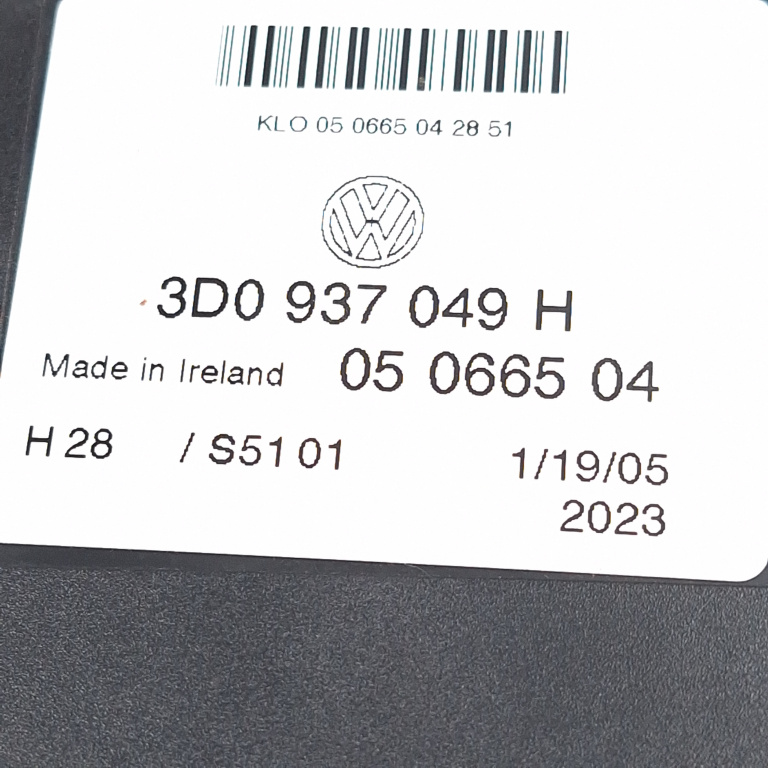 KLO 05 0665 04 28 51
3D0 937 049 H
Made in Ireland 05 0665 04
H 28 / S51 01 1/19/05
2023